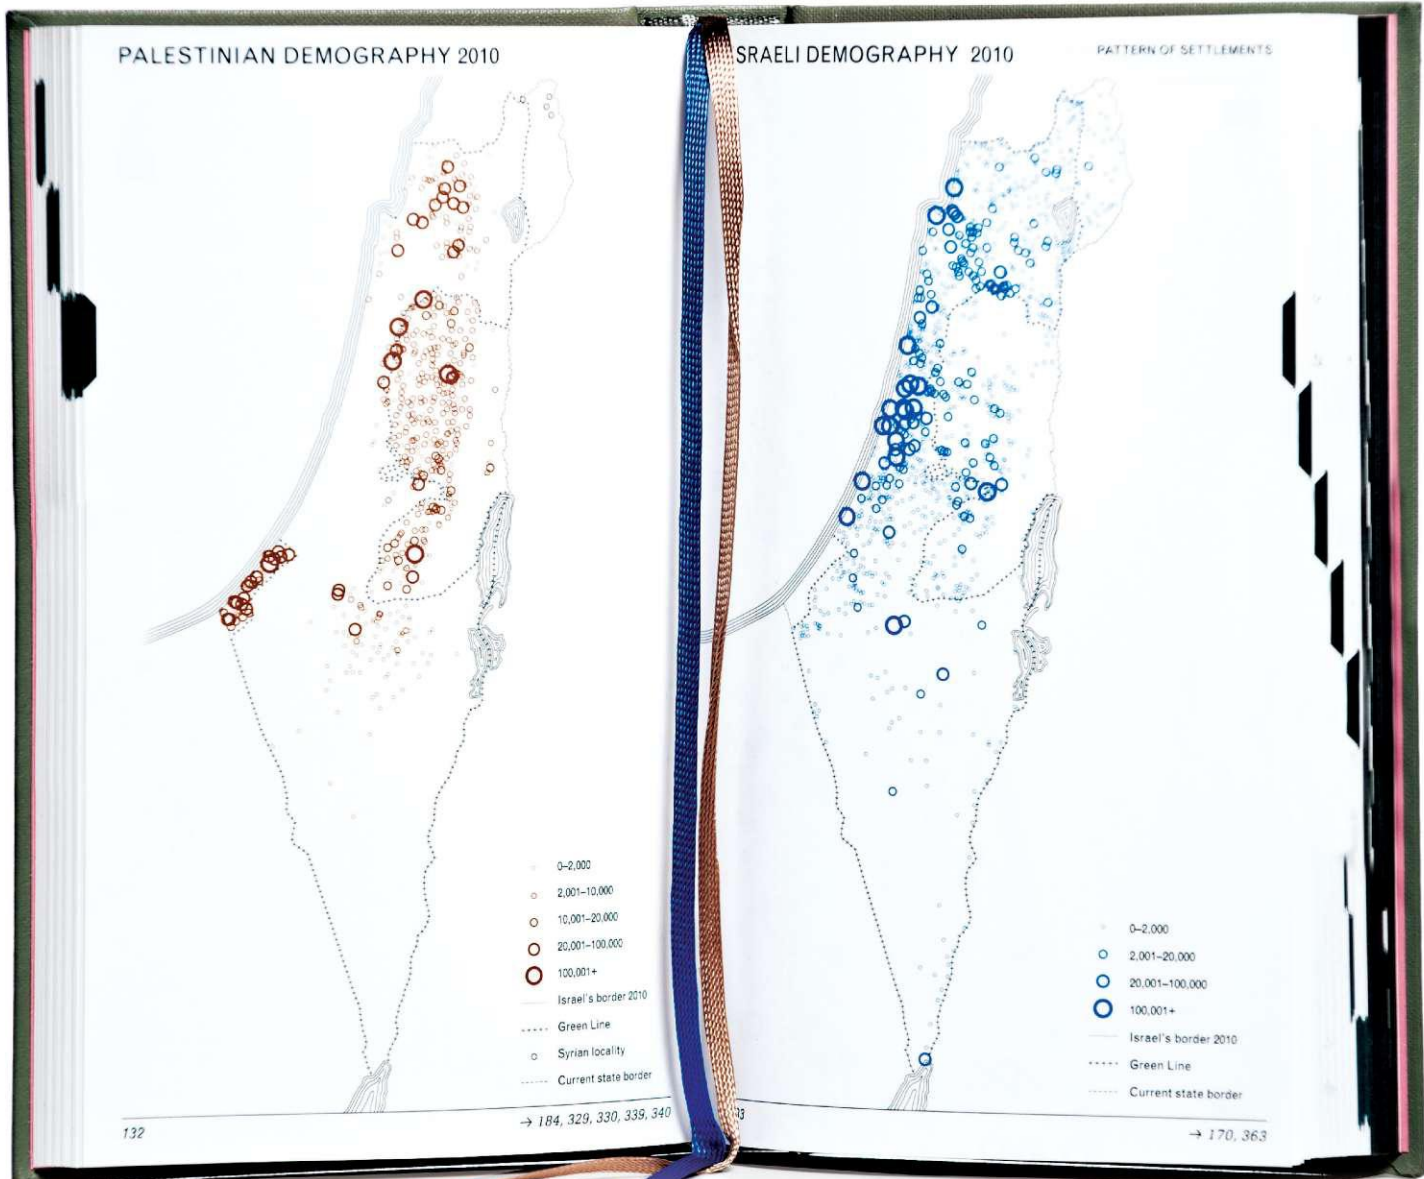 PALESTINIAN DEMOGRAPHY 2010
0–2,000
2,001–10,000
10,001–20,000
20,001–100,000
100,001+
Israel's border 2010
Green Line
Syrian locality
Current state border
132
→ 184, 329, 330, 339, 340
SRAELI DEMOGRAPHY 2010
PATTERN OF SETTLEMENTS
0–2,000
2,001–20,000
20,001–100,000
100,001+
Israel's border 2010
Green Line
Current state border
33
→ 170, 363